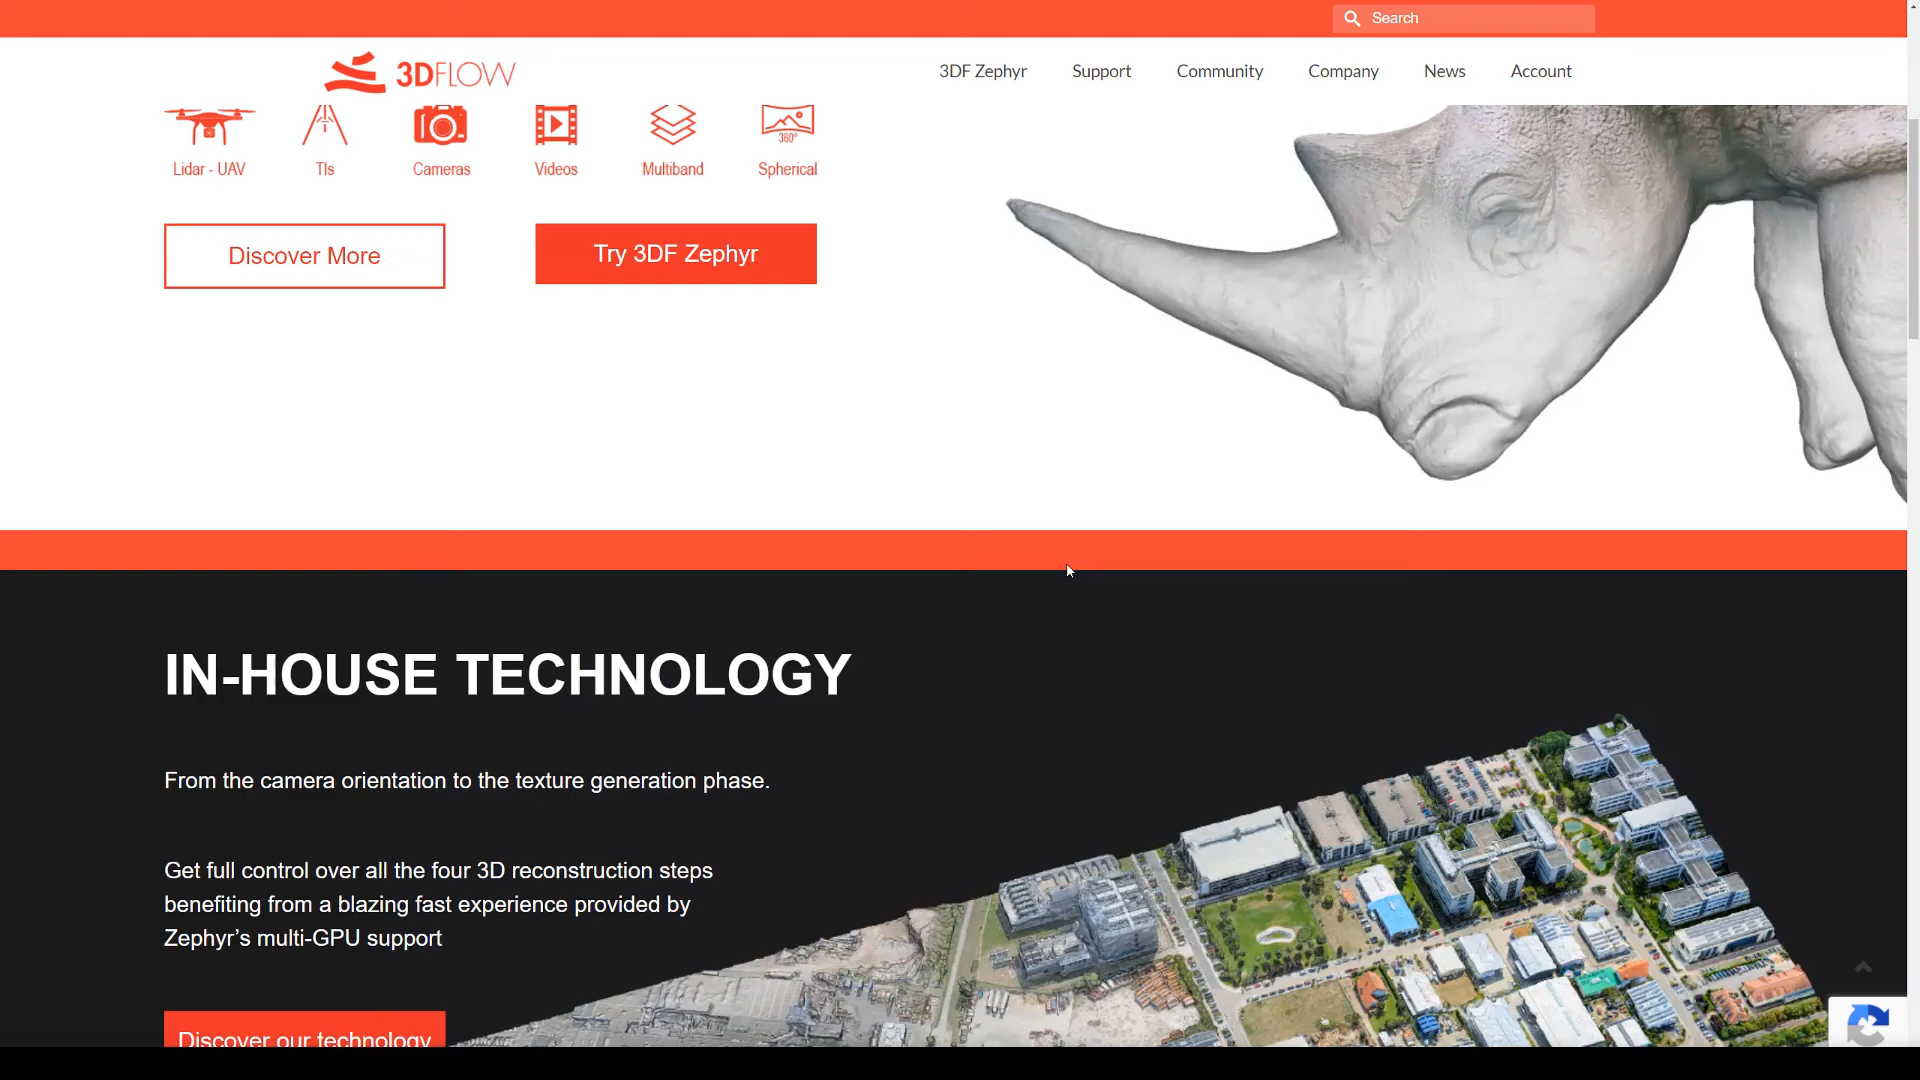 Search
3DFLOW
3DF Zephyr
Support
Community
Company
News
Account
360°
Lidar - UAV
Tls
Cameras
Videos
Multiband
Spherical
Discover More
Try 3DF Zephyr
IN-HOUSE TECHNOLOGY
From the camera orientation to the texture generation phase.
Get full control over all the four 3D reconstruction steps
benefiting from a blazing fast experience provided by
Zephyr’s multi-GPU support
Discover our technology